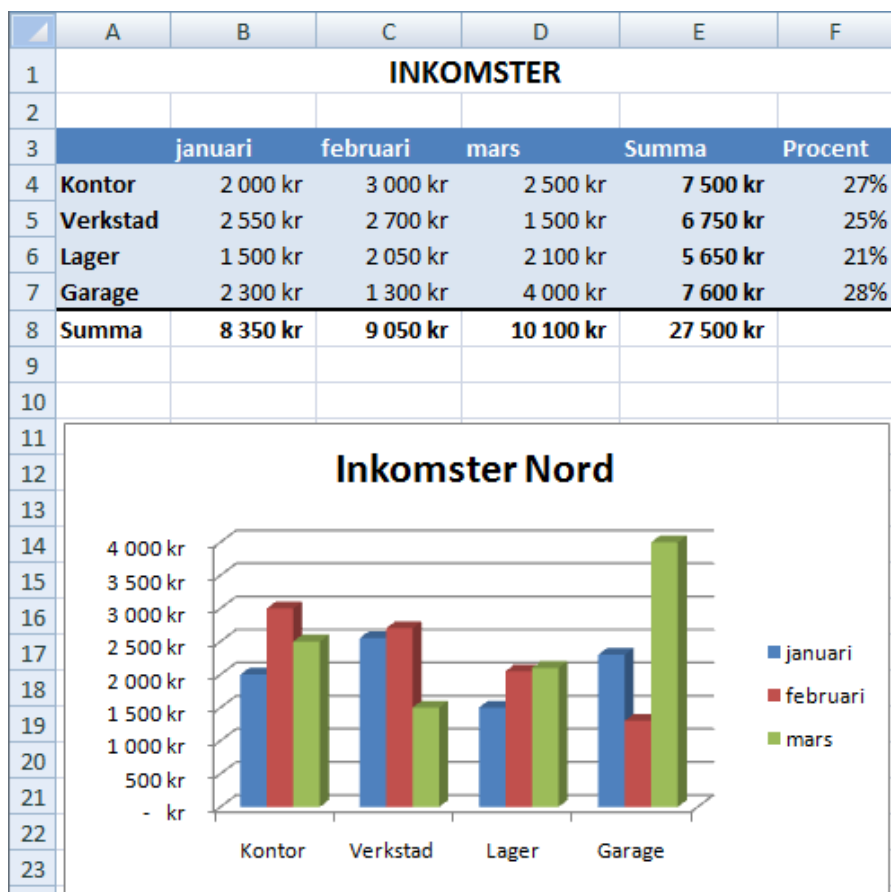 A B C D E F
1 INKOMSTER
2
3 januari februari mars Summa Procent
4 Kontor 2 000 kr 3 000 kr 2 500 kr 7 500 kr 27%
5 Verkstad 2 550 kr 2 700 kr 1 500 kr 6 750 kr 25%
6 Lager 1 500 kr 2 050 kr 2 100 kr 5 650 kr 21%
7 Garage 2 300 kr 1 300 kr 4 000 kr 7 600 kr 28%
8 Summa 8 350 kr 9 050 kr 10 100 kr 27 500 kr
9
10
11
12 Inkomster Nord
13
14 4 000 kr
15 3 500 kr
16 3 000 kr
17 2 500 kr januari
18 2 000 kr februari
19 1 500 kr mars
20 1 000 kr
21 500 kr
22 - kr
23 Kontor Verkstad Lager Garage